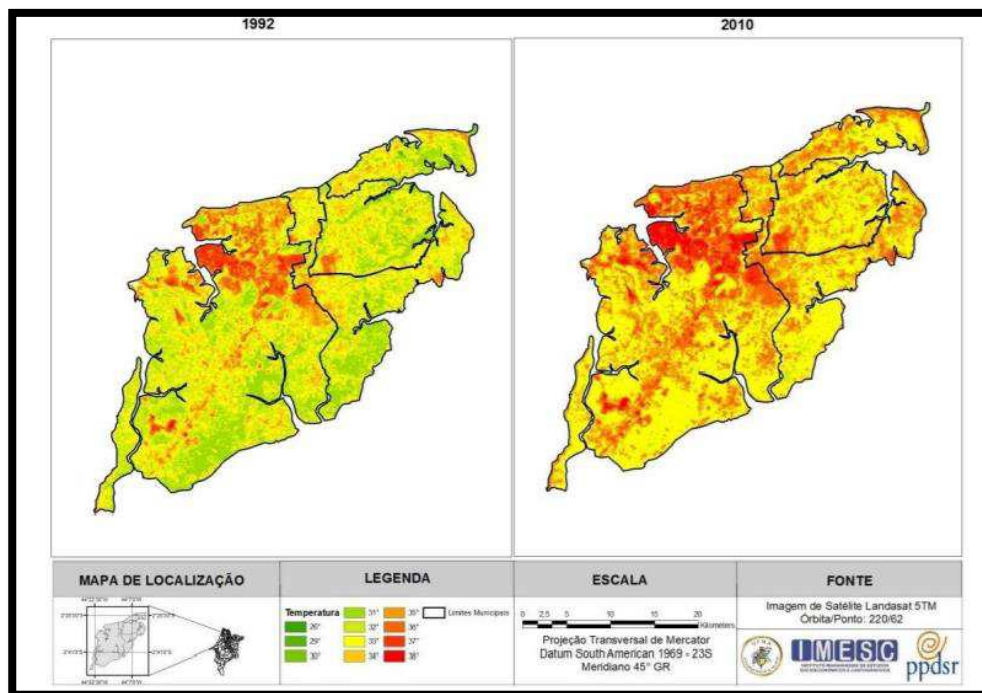 1992
2010
MAPA DE LOCALIZAÇÃO
LEGENDA
Temperatura
26°
29°
30°
31°
32°
33°
34°
35°
36°
37°
38°
Limites Municipais
ESCALA
0 2,5 5 10 15 20
Kilometers
Projeção Transversal de Mercator
Datum South American 1969 - 23S
Meridiano 45° GR
FONTE
Imagem de Satélite Landasat 5TM
Órbita/Ponto: 220/62
IMESC
ppdsr